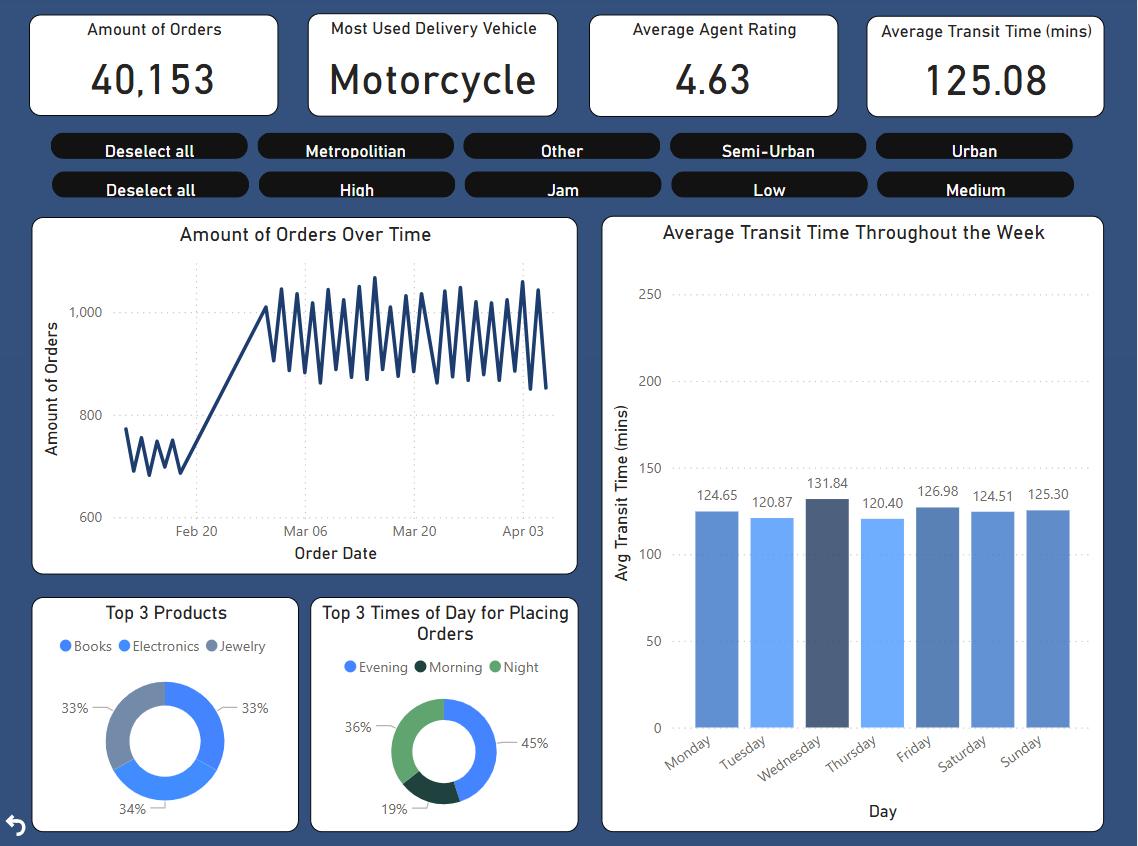 Amount of Orders
40,153
Most Used Delivery Vehicle
Motorcycle
Average Agent Rating
4.63
Average Transit Time (mins)
125.08
Deselect all
Metropolitian
Other
Semi-Urban
Urban
Deselect all
High
Jam
Low
Medium
Amount of Orders Over Time
Amount of Orders
1,000
800
600
Feb 20
Mar 06
Mar 20
Apr 03
Order Date
Average Transit Time Throughout the Week
Avg Transit Time (mins)
250
200
150
100
50
0
124.65
120.87
131.84
120.40
126.98
124.51
125.30
Monday
Tuesday
Wednesday
Thursday
Friday
Saturday
Sunday
Day
Top 3 Products
Books
Electronics
Jewelry
33%
33%
34%
Top 3 Times of Day for Placing
Orders
Evening
Morning
Night
36%
45%
19%